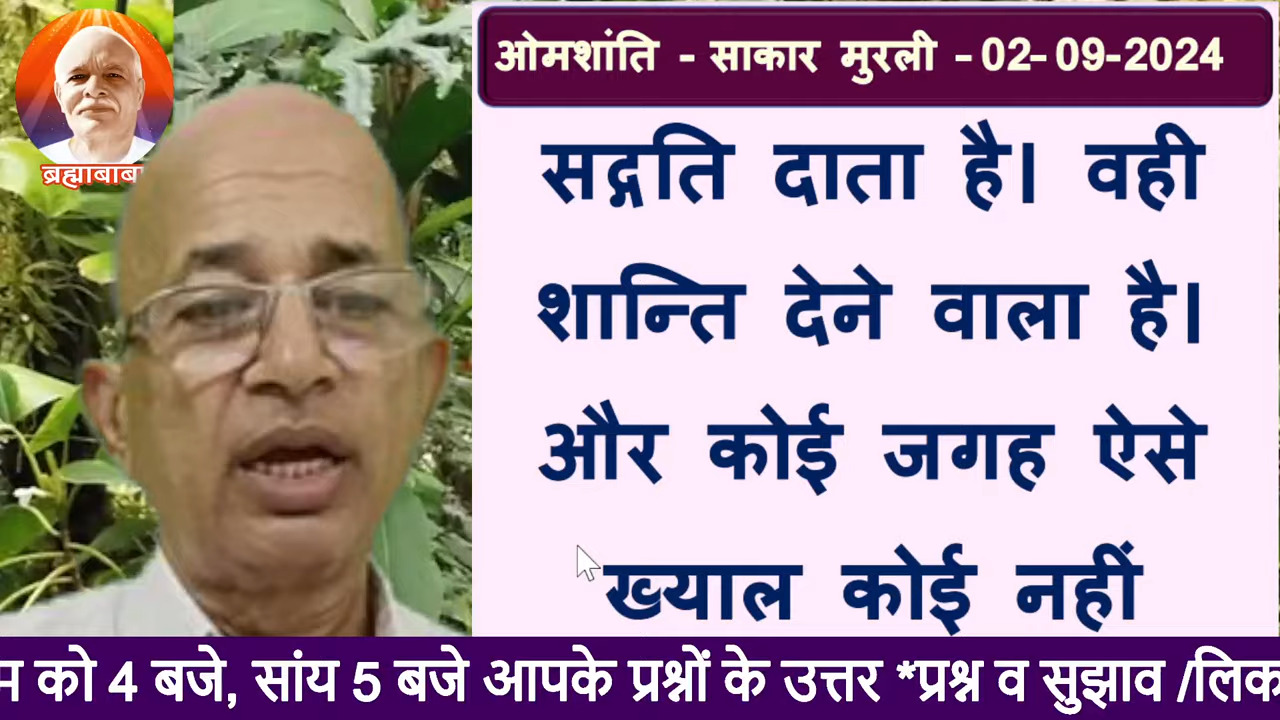 ओमशांति - साकार मुरली - 02-09-2024
ब्रह्माबाब
सद्गति दाता है। वही
शान्ति देने वाला है।
और कोई जगह ऐसे
ख्याल कोई नहीं
को 4 बजे, सांय 5 बजे आपके प्रश्नों के उत्तर *प्रश्न व सुझाव /लिक